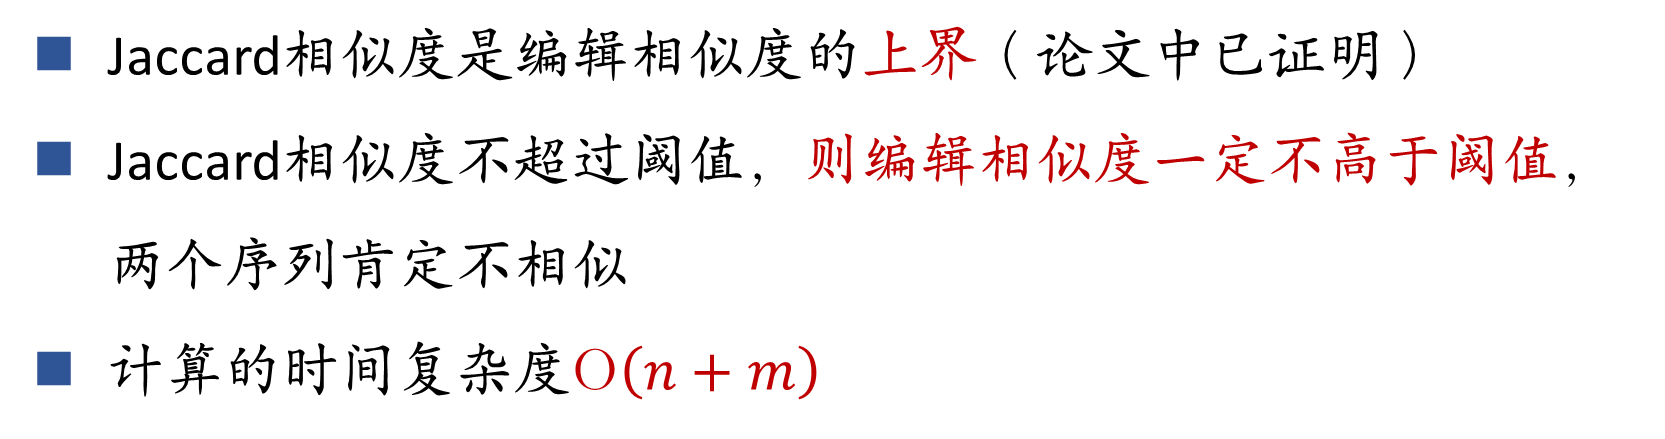 Jaccard相似度是编辑相似度的上界（论文中已证明）
Jaccard相似度不超过阈值，则编辑相似度一定不高于阈值，
两个序列肯定不相似
计算的时间复杂度O(n + m)